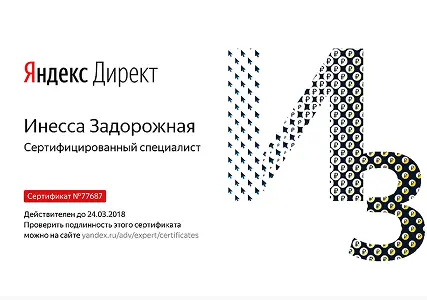 Яндекс Директ
Инесса Задорожная
Сертифицированный специалист
Сертификат №77687
Действителен до 24.03.2018
Проверить подлинность этого сертификата
можно на сайте yandex.ru/adv/expert/certificates
ИЗ